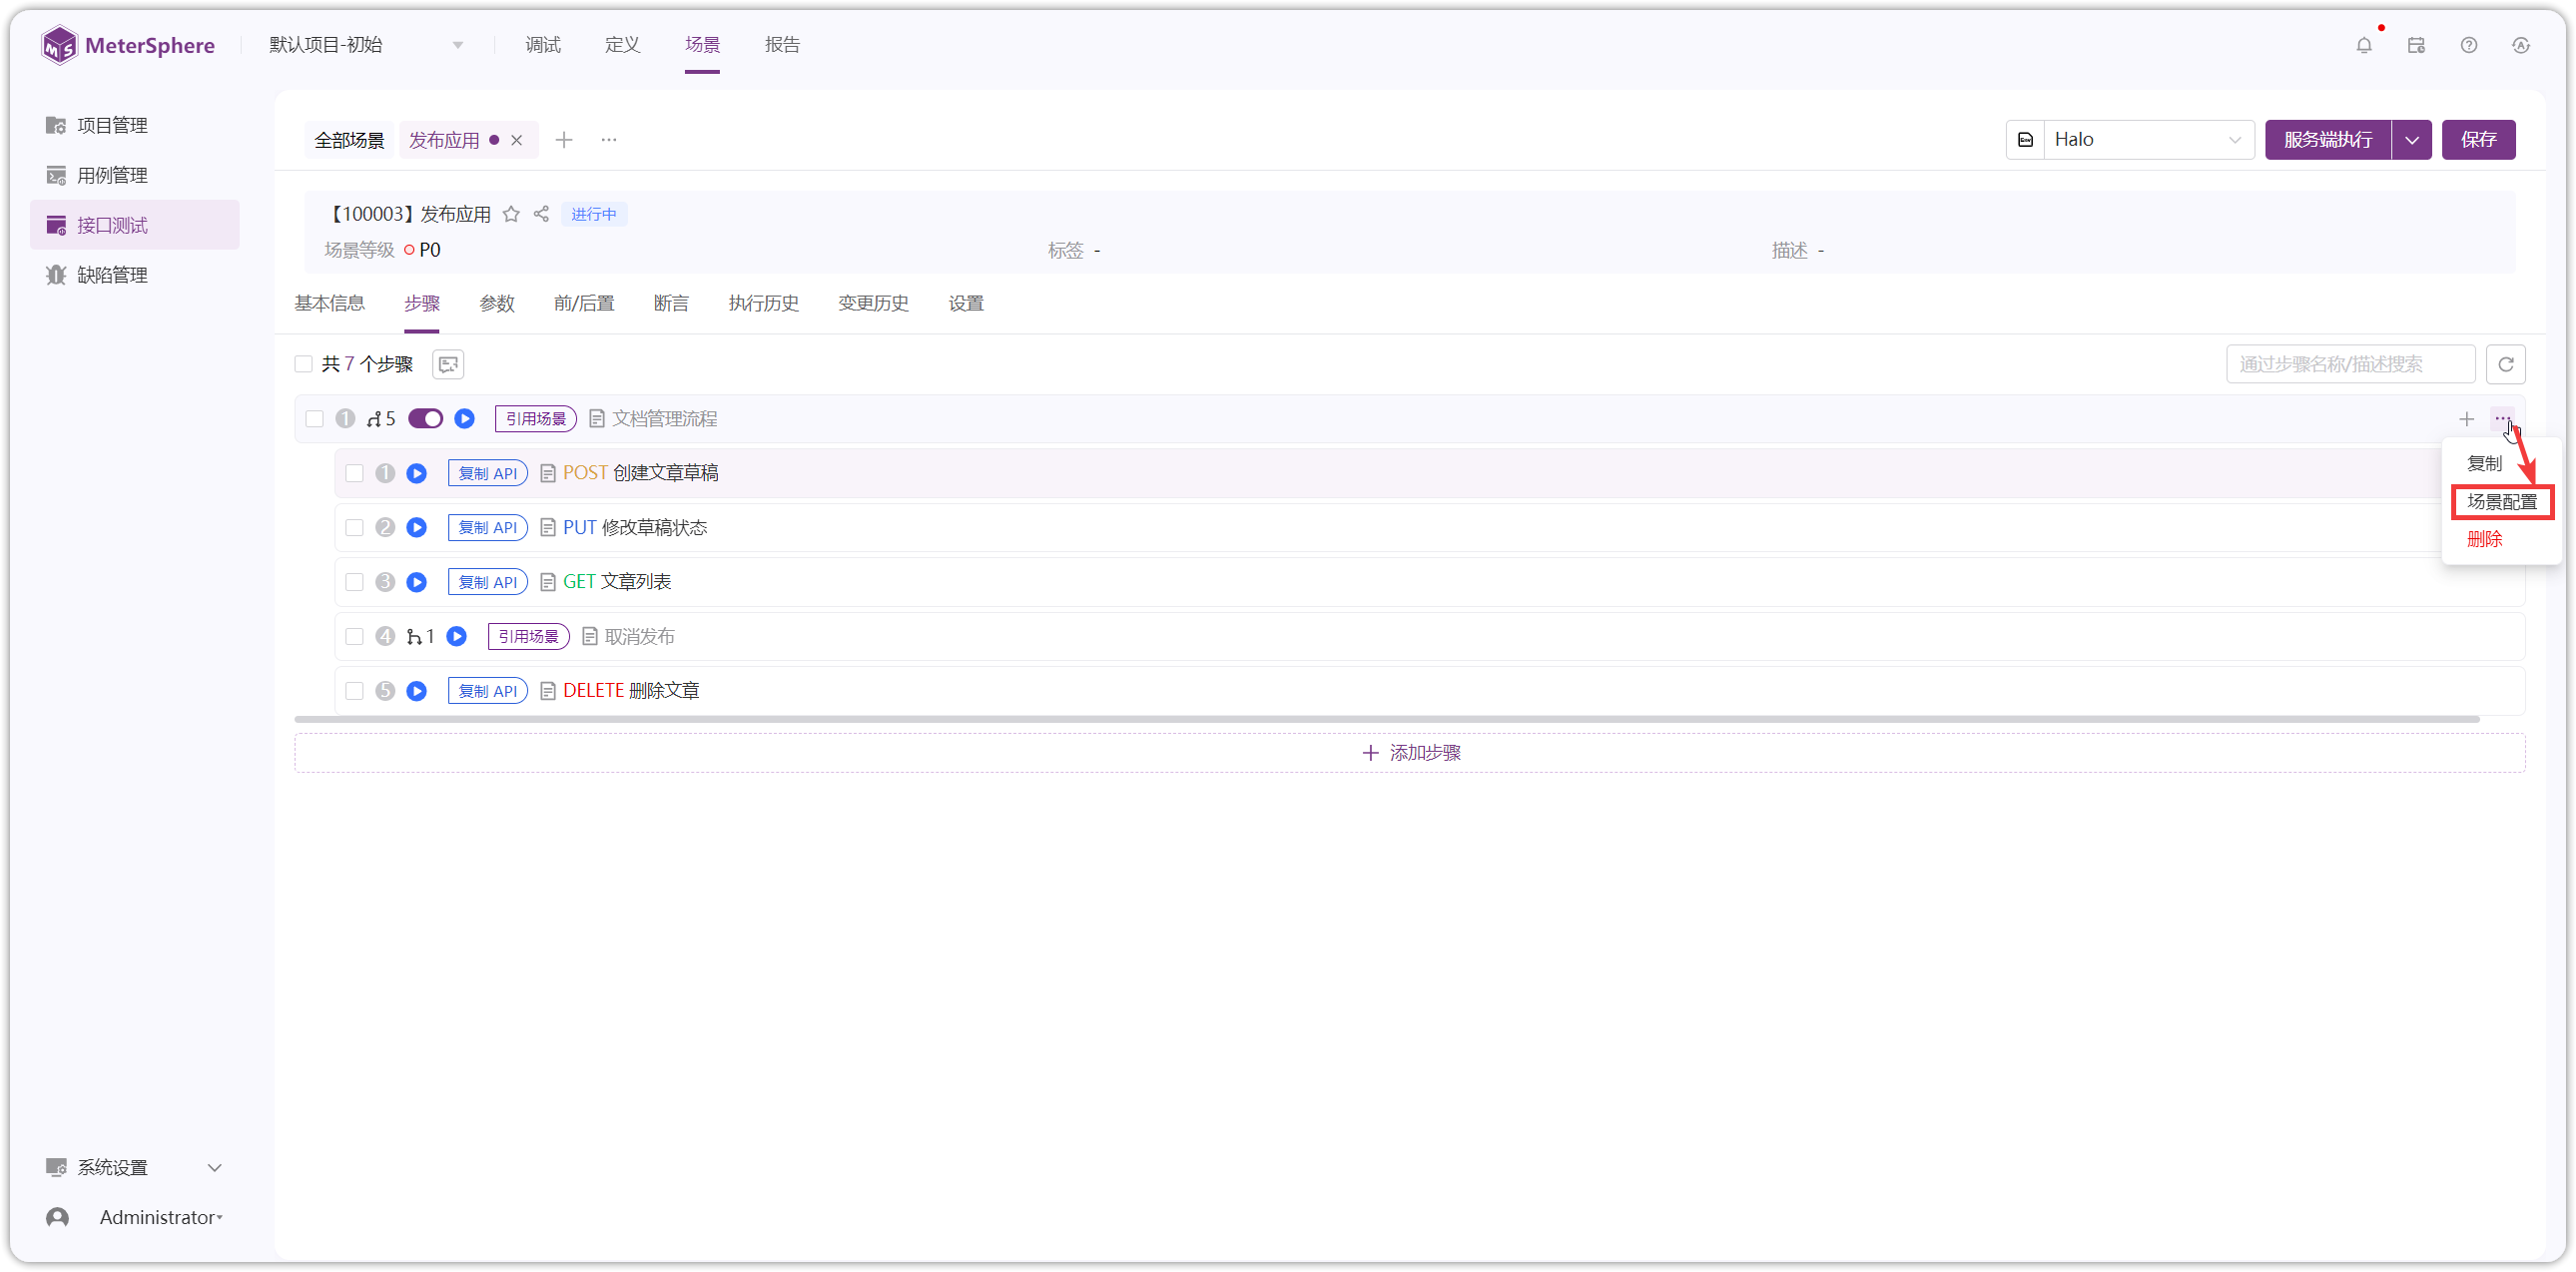 MeterSphere 默认项目-初始 调试 定义 场景 报告
项目管理
用例管理
接口测试
缺陷管理
全部场景 发布应用
Halo 服务端执行 保存
【100003】发布应用 进行中
场景等级 P0 标签 - 描述 -
基本信息 步骤 参数 前/后置 断言 执行历史 变更历史 设置
共 7 个步骤 通过步骤名称/描述搜索
1 5 引用场景 文档管理流程
复制
场景配置
删除
1 复制 API POST 创建文章草稿
2 复制 API PUT 修改草稿状态
3 复制 API GET 文章列表
4 1 引用场景 取消发布
5 复制 API DELETE 删除文章
添加步骤
系统设置
Administrator